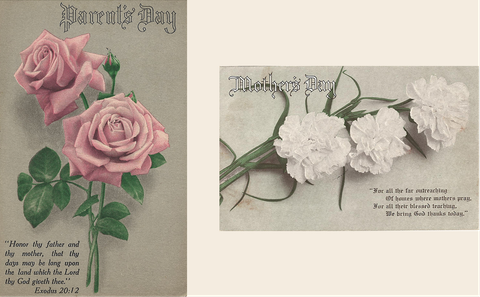 Parent's Day
"Honor thy father and
thy mother, that thy
days may be long upon
the land which the Lord
thy God giveth thee."
Exodus 20:12
Mother's Day
"For all the far outreaching
Of homes where mothers pray,
For all their blessed teaching,
We bring God thanks today."